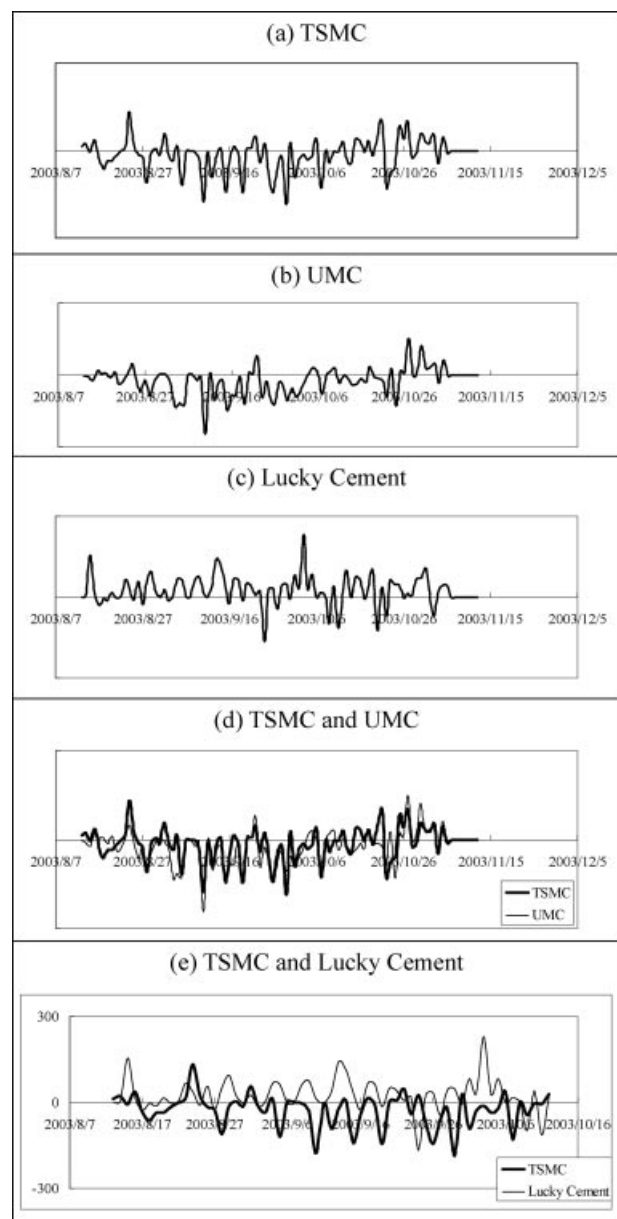 (a) TSMC
2003/8/7 2003/8/27 2003/9/16 2003/10/6 2003/10/26 2003/11/15 2003/12/5
(b) UMC
2003/8/7 2003/8/27 2003/9/16 2003/10/6 2003/10/26 2003/11/15 2003/12/5
(c) Lucky Cement
2003/8/7 2003/8/27 2003/9/16 2003/10/6 2003/10/26 2003/11/15 2003/12/5
(d) TSMC and UMC
2003/8/7 2003/8/27 2003/9/16 2003/10/6 2003/10/26 2003/11/15 2003/12/5
TSMC
UMC
(e) TSMC and Lucky Cement
300
0
2003/8/7 2003/8/17 2003/8/27 2003/9/6 2003/9/16 2003/9/26 2003/10/6 2003/10/16
-300
TSMC
Lucky Cement